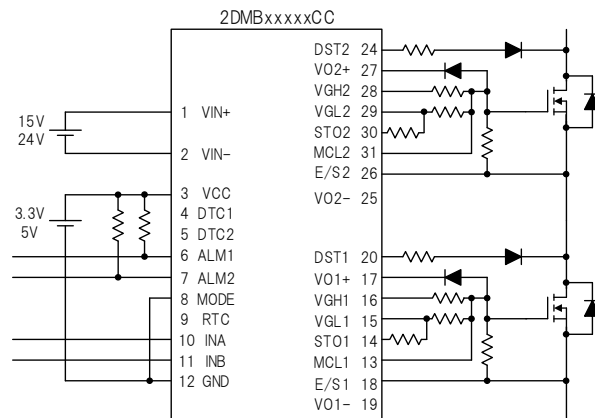 2DMBxxxxxCC
15V
24V
1 VIN+
2 VIN-
3.3V
5V
3 VCC
4 DTC1
5 DTC2
6 ALM1
7 ALM2
8 MODE
9 RTC
10 INA
11 INB
12 GND
DST2 24
VO2+ 27
VGH2 28
VGL2 29
STO2 30
MCL2 31
E/S2 26
VO2- 25
DST1 20
VO1+ 17
VGH1 16
VGL1 15
STO1 14
MCL1 13
E/S1 18
VO1- 19